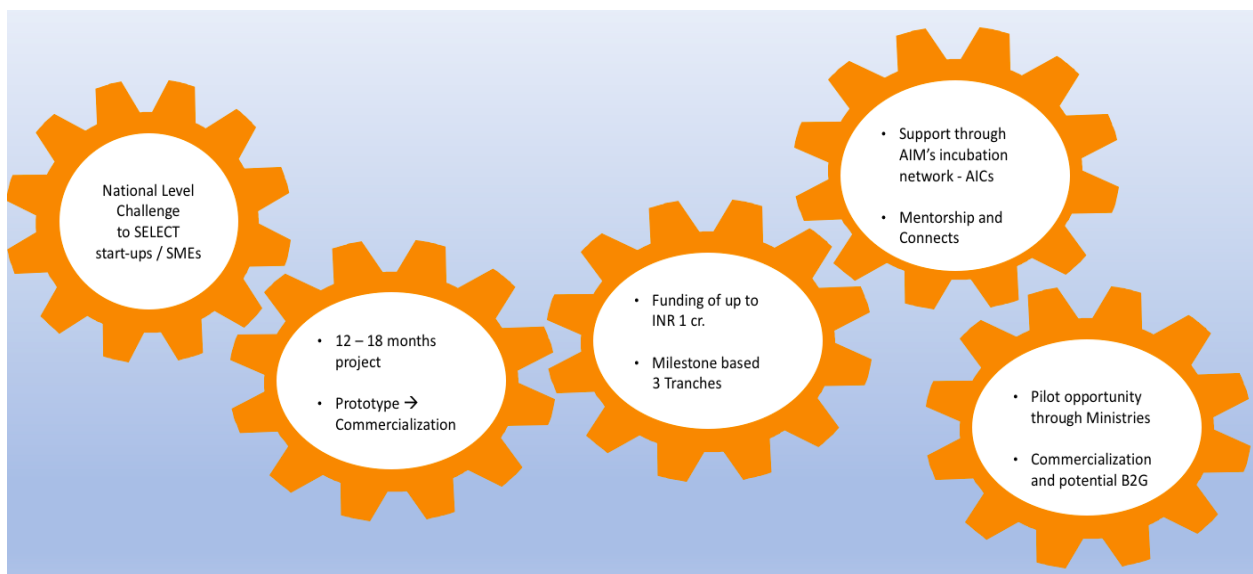 National Level
Challenge
to SELECT
start-ups / SMEs
• 12 – 18 months
project
• Prototype →
Commercialization
• Funding of up to
INR 1 cr.
• Milestone based
3 Tranches
• Support through
AIM's incubation
network - AICs
• Mentorship and
Connects
• Pilot opportunity
through Ministries
• Commercialization
and potential B2G